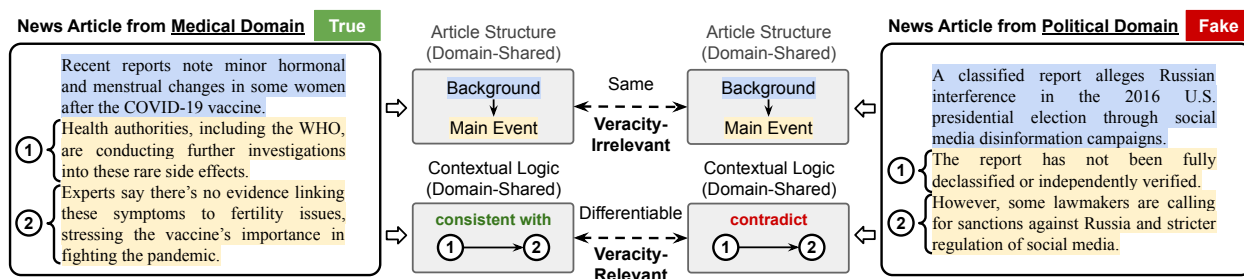 News Article from Medical Domain
True
Recent reports note minor hormonal
and menstrual changes in some women
after the COVID-19 vaccine.
1
Health authorities, including the WHO,
are conducting further investigations
into these rare side effects.
2
Experts say there's no evidence linking
these symptoms to fertility issues,
stressing the vaccine's importance in
fighting the pandemic.
Article Structure
(Domain-Shared)
Background
Main Event
Contextual Logic
(Domain-Shared)
consistent with
1
2
Same
Veracity-
Irrelevant
Differentiable
Veracity-
Relevant
Article Structure
(Domain-Shared)
Background
Main Event
Contextual Logic
(Domain-Shared)
contradict
1
2
News Article from Political Domain
Fake
A classified report alleges Russian
interference in the 2016 U.S.
presidential election through social
media disinformation campaigns.
1
The report has not been fully
declassified or independently verified.
2
However, some lawmakers are calling
for sanctions against Russia and stricter
regulation of social media.